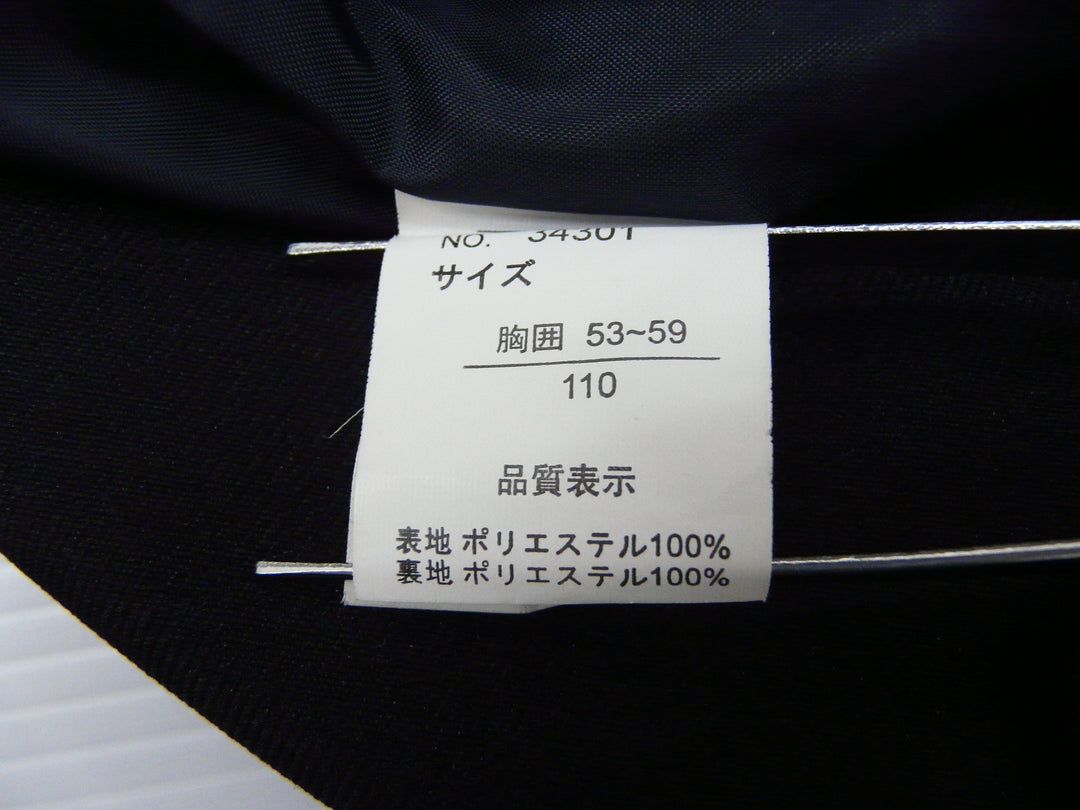 NO. 34301
サイズ
胸囲 53~59
110
品質表示
表地 ポリエステル100%
裏地 ポリエステル100%